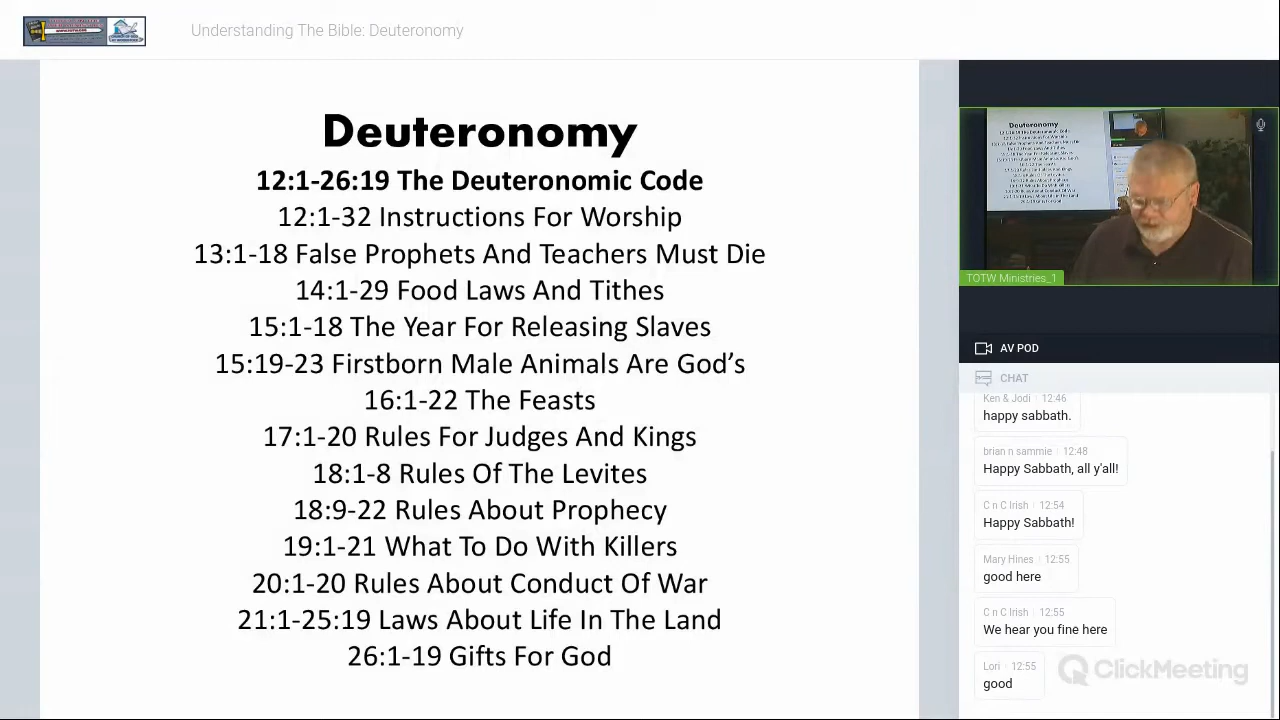 Understanding The Bible: Deuteronomy
Deuteronomy
12:1-26:19 The Deuteronomic Code
12:1-32 Instructions For Worship
13:1-18 False Prophets And Teachers Must Die
14:1-29 Food Laws And Tithes
15:1-18 The Year For Releasing Slaves
15:19-23 Firstborn Male Animals Are God’s
16:1-22 The Feasts
17:1-20 Rules For Judges And Kings
18:1-8 Rules Of The Levites
18:9-22 Rules About Prophecy
19:1-21 What To Do With Killers
20:1-20 Rules About Conduct Of War
21:1-25:19 Laws About Life In The Land
26:1-19 Gifts For God
Deuteronomy
TOTW Ministries_1
AV POD
CHAT
Ken & Jodi 12:46
happy sabbath.
brian n sammie 12:48
Happy Sabbath, all y'all!
C n C Irish 12:54
Happy Sabbath!
Mary Hines 12:55
good here
C n C Irish 12:55
We hear you fine here
Lori 12:55
good
ClickMeeting